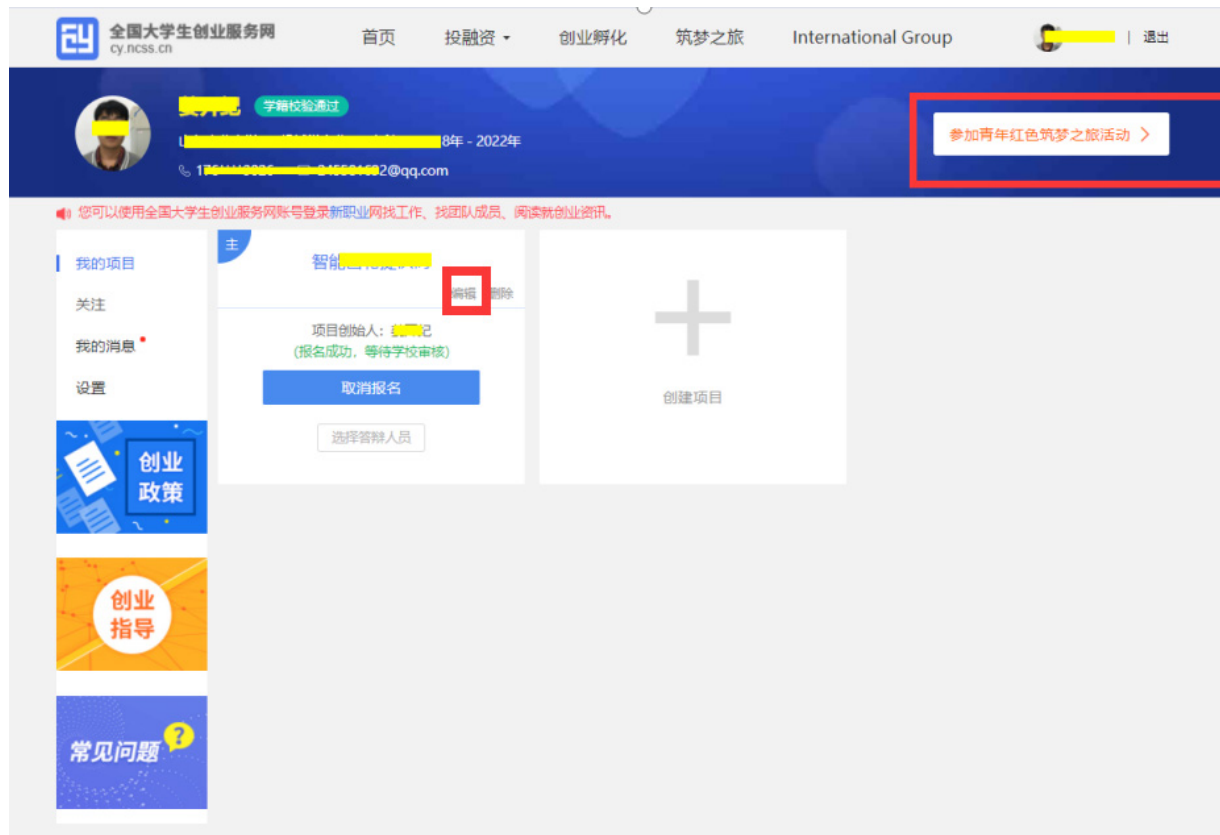 全国大学生创业服务网
cy.ncss.cn
首页 投融资 创业孵化 筑梦之旅 International Group | 退出
学籍校验通过
8年 - 2022年
2@qq.com
参加青年红色筑梦之旅活动 >
您可以使用全国大学生创业服务网账号登录新职业网找工作、找团队成员、阅读就创业资讯。
我的项目
关注
我的消息
设置
主
智能
编辑 删除
项目创始人：
(报名成功，等待学校审核)
取消报名
选择答辩人员
创建项目
创业
政策
创业
指导
常见问题 ?